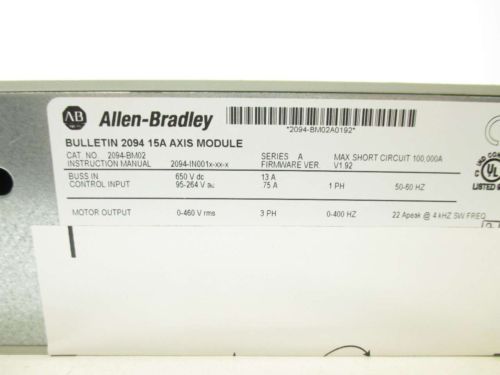 AB
Allen-Bradley
*2094-BM02A0192*
BULLETIN 2094 15A AXIS MODULE
CAT NO. 2094-BM02 SERIES A MAX SHORT CIRCUIT 100,000A
INSTRUCTION MANUAL 2094-IN001x-xx-x FIRMWARE VER. V1.92
BUSS IN 650 V dc 13 A
CONTROL INPUT 95-264 V ac .75 A 1 PH 50-60 HZ
MOTOR OUTPUT 0-460 V rms 3 PH 0-400 HZ 22 Apeak @ 4 kHZ SW FREQ
UL
LISTED